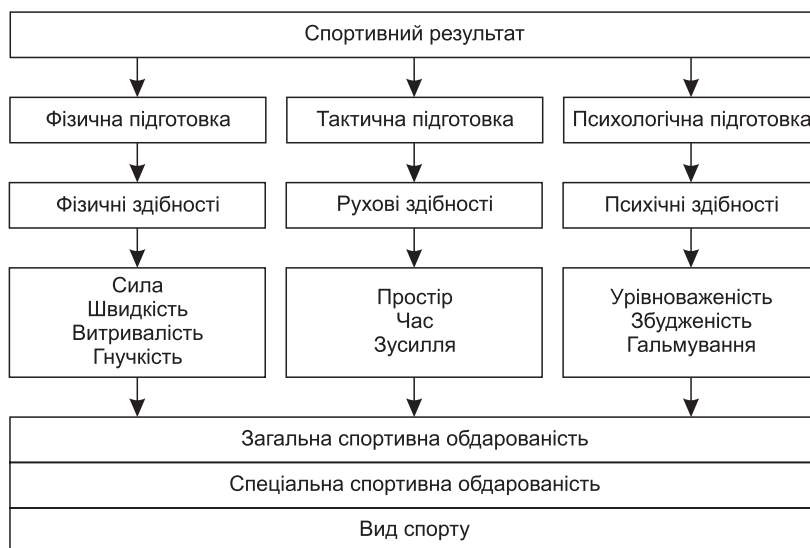 Спортивний результат
Фізична підготовка
Тактична підготовка
Психологічна підготовка
Фізичні здібності
Рухові здібності
Психічні здібності
Сила
Швидкість
Витривалість
Гнучкість
Простір
Час
Зусилля
Урівноваженість
Збудженість
Гальмування
Загальна спортивна обдарованість
Спеціальна спортивна обдарованість
Вид спорту